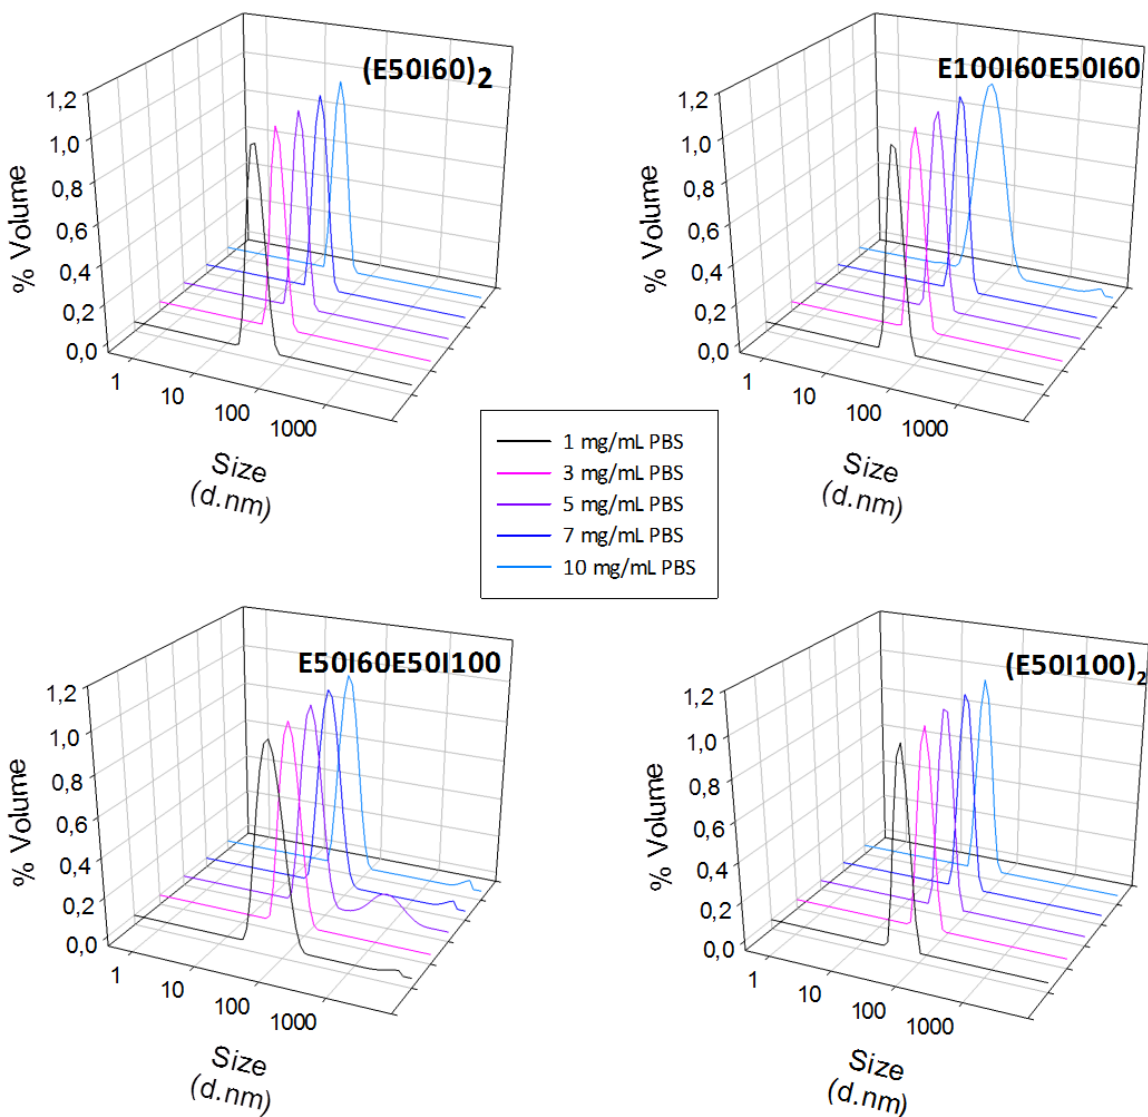 (E50I60)2
1,2
1,0
0,8
0,6
0,4
0,2
0,0
% Volume
1
10
100
1000
Size
(d.nm)
E100I60E50I60
1,2
1,0
0,8
0,6
0,4
0,2
0,0
% Volume
1
10
100
1000
Size
(d.nm)
1 mg/mL PBS
3 mg/mL PBS
5 mg/mL PBS
7 mg/mL PBS
10 mg/mL PBS
E50I60E50I100
1,2
1,0
0,8
0,6
0,4
0,2
0,0
% Volume
1
10
100
1000
Size
(d.nm)
(E50I100)2
1,2
1,0
0,8
0,6
0,4
0,2
0,0
% Volume
1
10
100
1000
Size
(d.nm)